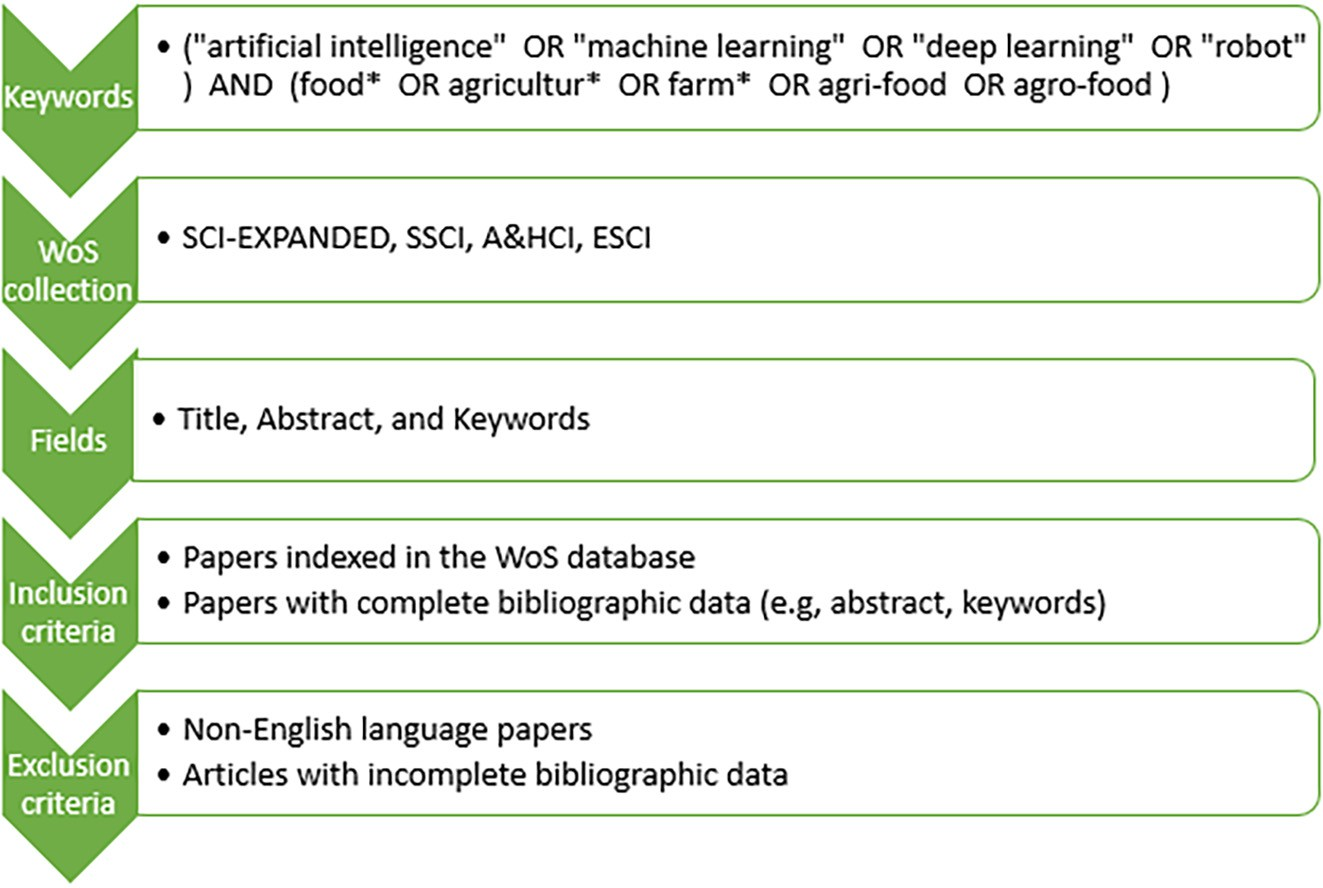 Keywords
• ("artificial intelligence" OR "machine learning" OR "deep learning" OR "robot"
) AND (food* OR agricultur* OR farm* OR agri-food OR agro-food )
WoS
collection
• SCI-EXPANDED, SSCI, A&HCI, ESCI
Fields
• Title, Abstract, and Keywords
Inclusion
criteria
• Papers indexed in the WoS database
• Papers with complete bibliographic data (e.g, abstract, keywords)
Exclusion
criteria
• Non-English language papers
• Articles with incomplete bibliographic data